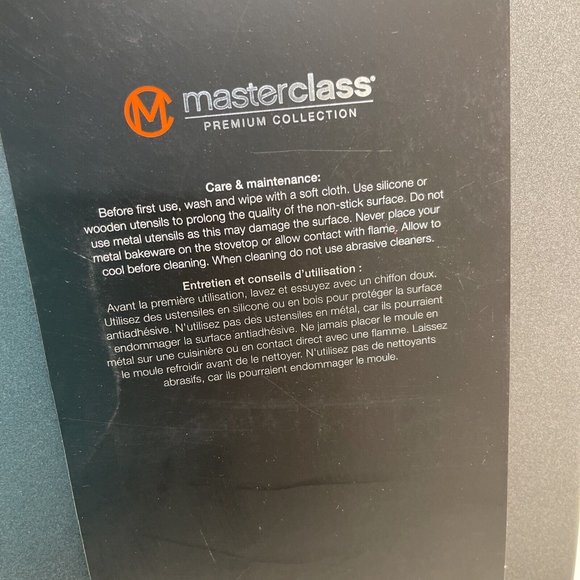 masterclass®
PREMIUM COLLECTION
Care & maintenance:
Before first use, wash and wipe with a soft cloth. Use silicone or
wooden utensils to prolong the quality of the non-stick surface. Do not
use metal utensils as this may damage the surface. Never place your
metal bakeware on the stovetop or allow contact with flame. Allow to
cool before cleaning. When cleaning do not use abrasive cleaners.
Entretien et conseils d'utilisation :
Avant la première utilisation, lavez et essuyez avec un chiffon doux.
Utilisez des ustensiles en silicone ou en bois pour protéger la surface
antiadhésive. N'utilisez pas des ustensiles en métal, car ils pourraient
endommager la surface antiadhésive. Ne jamais placer le moule en
métal sur une cuisinière ou en contact direct avec une flamme. Laissez
le moule refroidir avant de le nettoyer. N'utilisez pas de nettoyants
abrasifs, car ils pourraient endommager le moule.